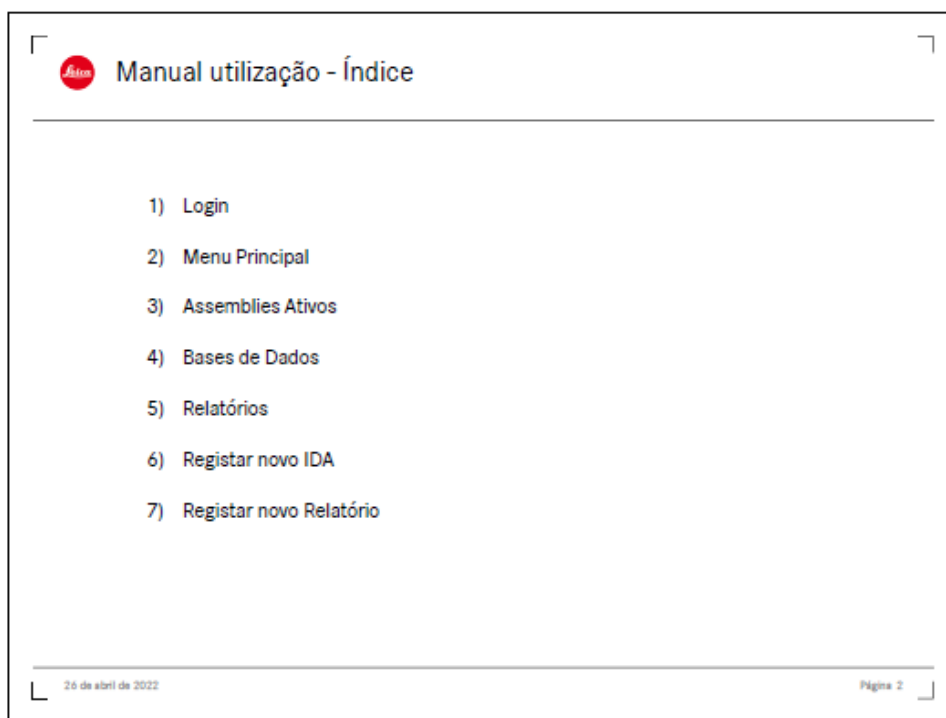 Leica
Manual utilização - Índice
1) Login
2) Menu Principal
3) Assemblies Ativos
4) Bases de Dados
5) Relatórios
6) Registar novo IDA
7) Registar novo Relatório
26 de abril de 2022
Página 2